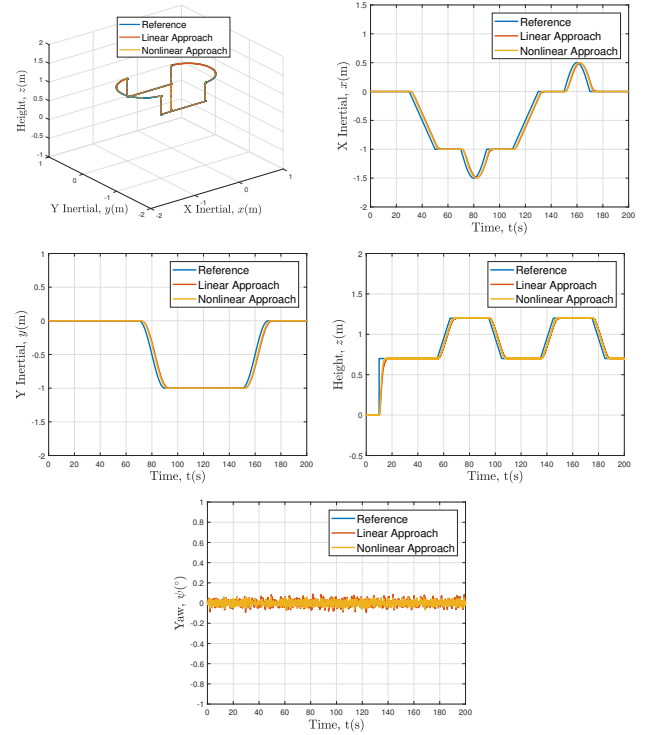 Reference
Linear Approach
Nonlinear Approach
2
1.5
1
0.5
0
-0.5
-1
Height, z(m)
1
0
-1
-2
Y Inertial, y(m)
-2
-1
0
1
X Inertial, x(m)
Reference
Linear Approach
Nonlinear Approach
2
1.5
1
0.5
0
-0.5
-1
-1.5
-2
X Inertial, x(m)
0 20 40 60 80 100 120 140 160 180 200
Time, t(s)
Reference
Linear Approach
Nonlinear Approach
1
0.5
0
-0.5
-1
-1.5
-2
Y Inertial, y(m)
0 20 40 60 80 100 120 140 160 180 200
Time, t(s)
Reference
Linear Approach
Nonlinear Approach
2
1.5
1
0.5
0
-0.5
Height, z(m)
0 20 40 60 80 100 120 140 160 180 200
Time, t(s)
Reference
Linear Approach
Nonlinear Approach
1
0.8
0.6
0.4
0.2
0
-0.2
-0.4
-0.6
-0.8
-1
Yaw, ψ(°)
0 20 40 60 80 100 120 140 160 180 200
Time, t(s)